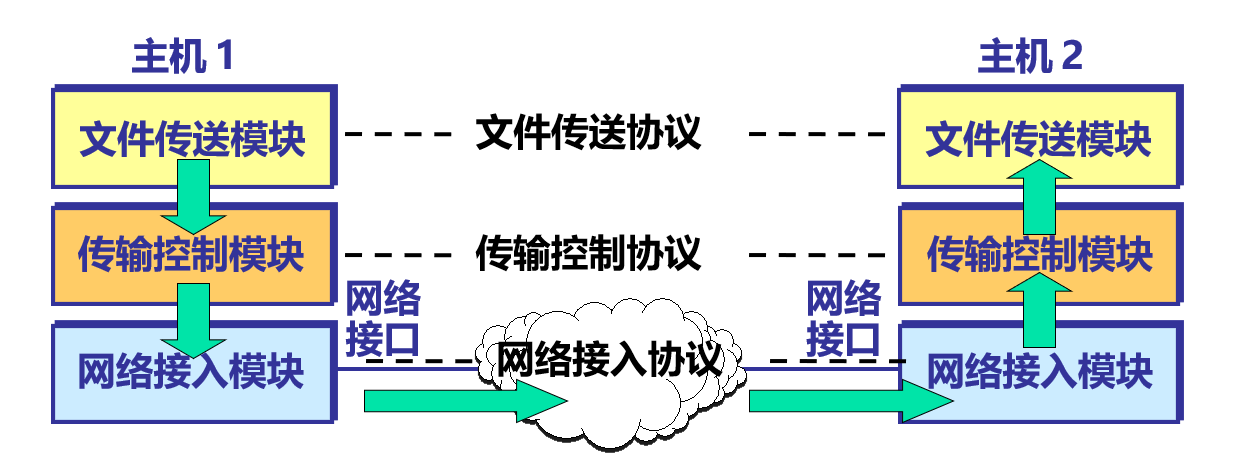 主机 1
主机 2
文件传送模块
文件传送协议
文件传送模块
传输控制模块
传输控制协议
传输控制模块
网络
接口
网络
接口
网络接入模块
网络接入协议
网络接入模块